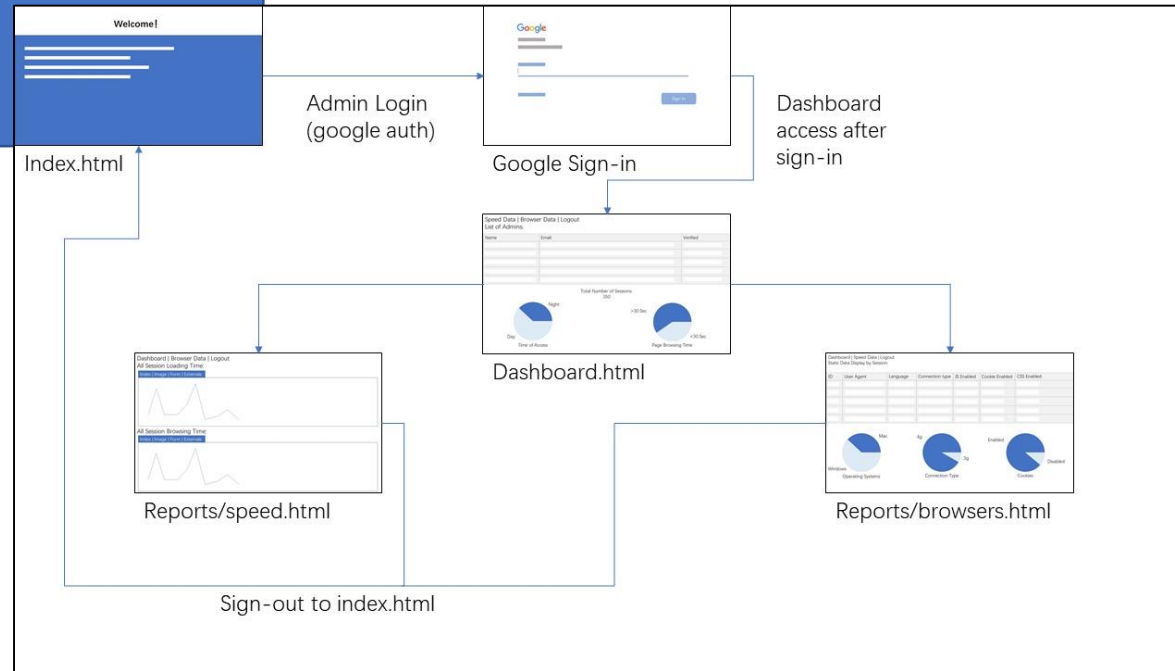 Welcome!
Index.html
Admin Login
(google auth)
Google
Sign in
Google Sign-in
Dashboard
access after
sign-in
Speed Data | Browser Data | Logout
List of Admins:
Name Email Verified
Total Number of Sessions
350
Night
Day
Time of Access
>30 Sec
<30 Sec
Page Browsing Time
Dashboard.html
Dashboard | Browser Data | Logout
All Session Loading Time:
Index | Image | Form | Externale
All Session Browsing Time:
Index | Image | Form | Externale
Reports/speed.html
Dashboard | Speed Data | Logout
Static Data Display by Session
ID User Agent Language Connection type IS Enabled Cookie Enabled CSS Enabled
Mac
Windows
Operating Systems
4g
3g
Connection Type
Enabled
Disabled
Cookies
Reports/browsers.html
Sign-out to index.html